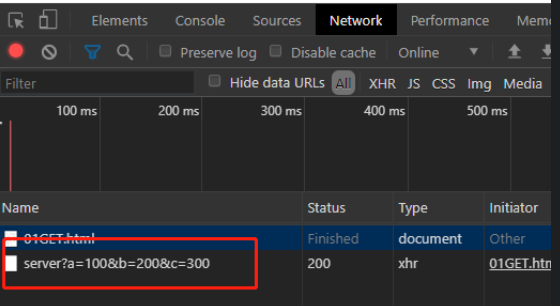 Elements Console Sources Network Performance Mem
Preserve log Disable cache Online
Filter Hide data URLs All XHR JS CSS Img Media
100 ms 200 ms 300 ms 400 ms 500 ms
Name Status Type Initiator
01GET.html Finished document Other
server?a=100&b=200&c=300 200 xhr 01GET.htm